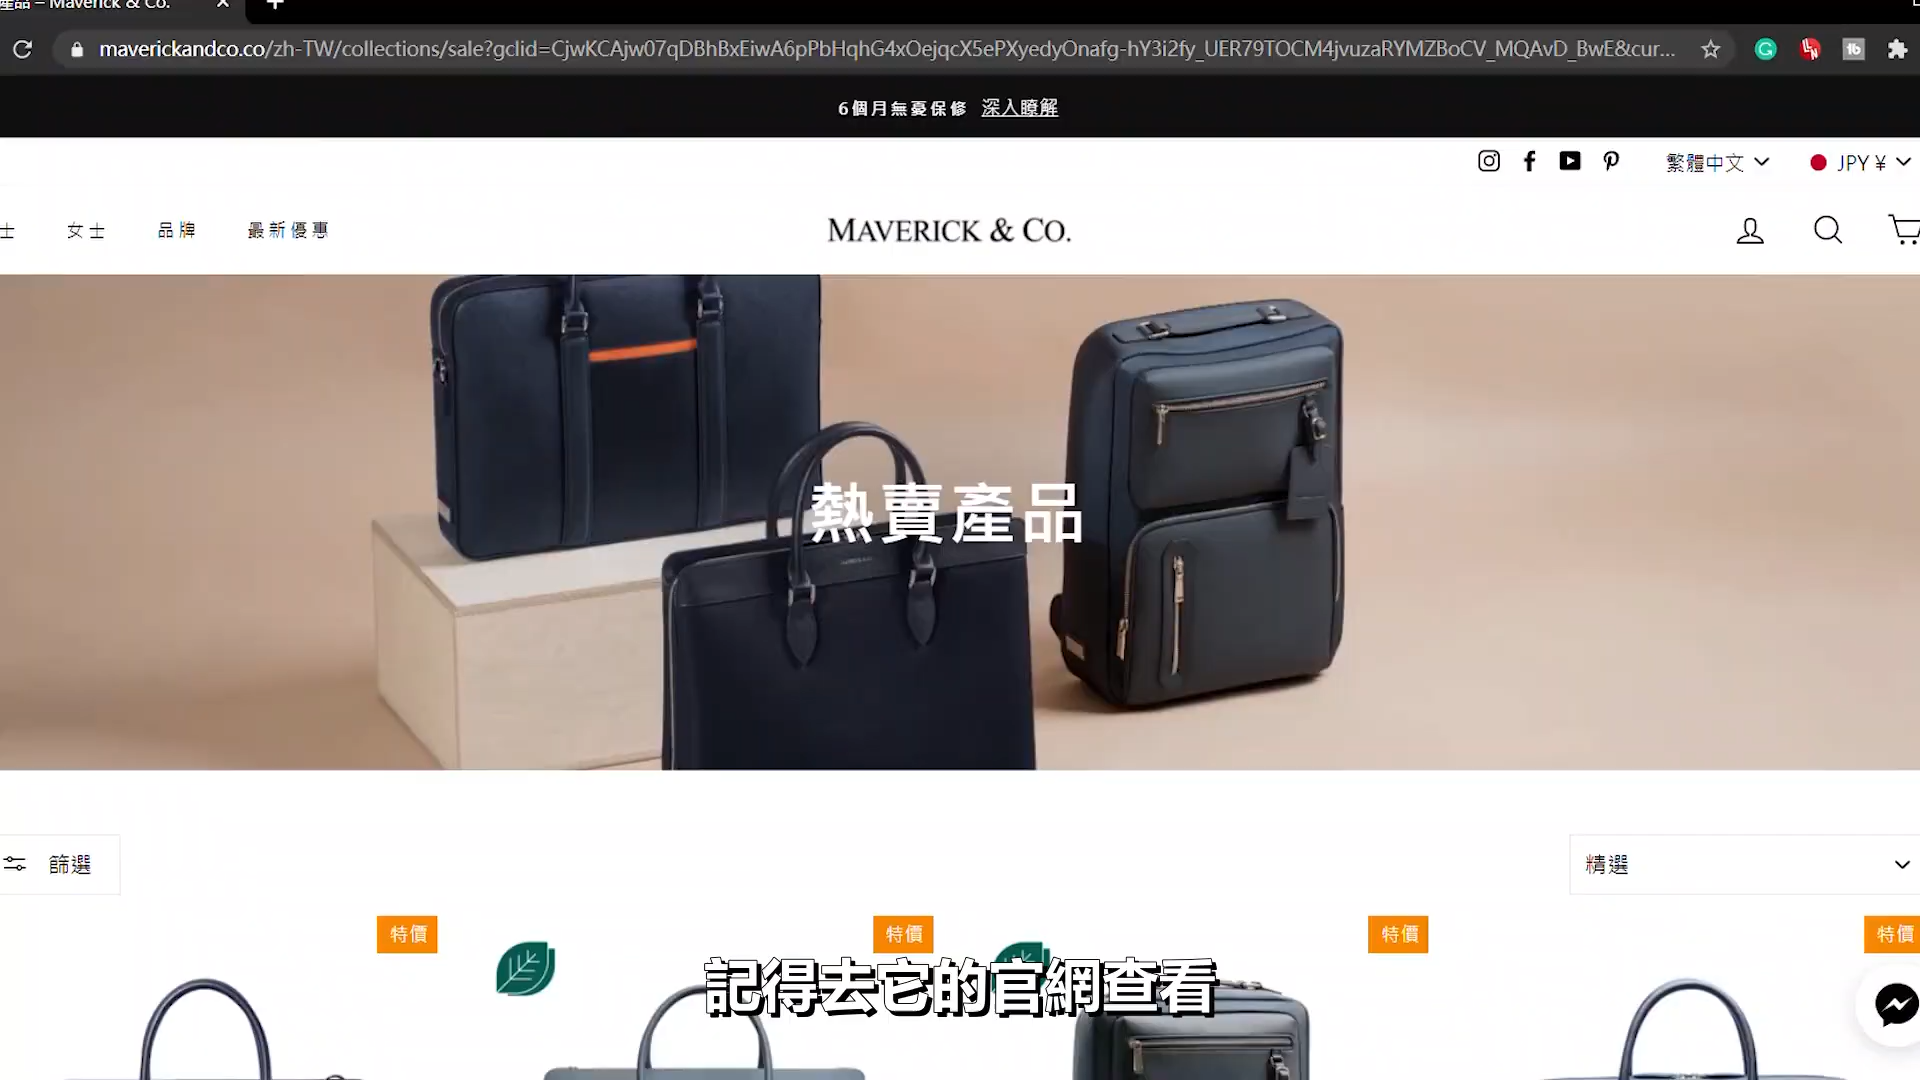 產品 – Maverick & Co.
maverickandco.co/zh-TW/collections/sale?gclid=CjwKCAjw07qDBhBxEiwA6pPbHqhG4xOejqcX5ePXyedyOnafg-hY3i2fy_UER79TOCM4jvuzaRYMZBoCV_MQAvD_BwE&cur...
6個月無憂保修 深入瞭解
繁體中文 JPY ¥
士 女士 品牌 最新優惠
MAVERICK & CO.
熱賣產品
篩選
精選
特價
特價
特價
特價
記得去它的官網查看